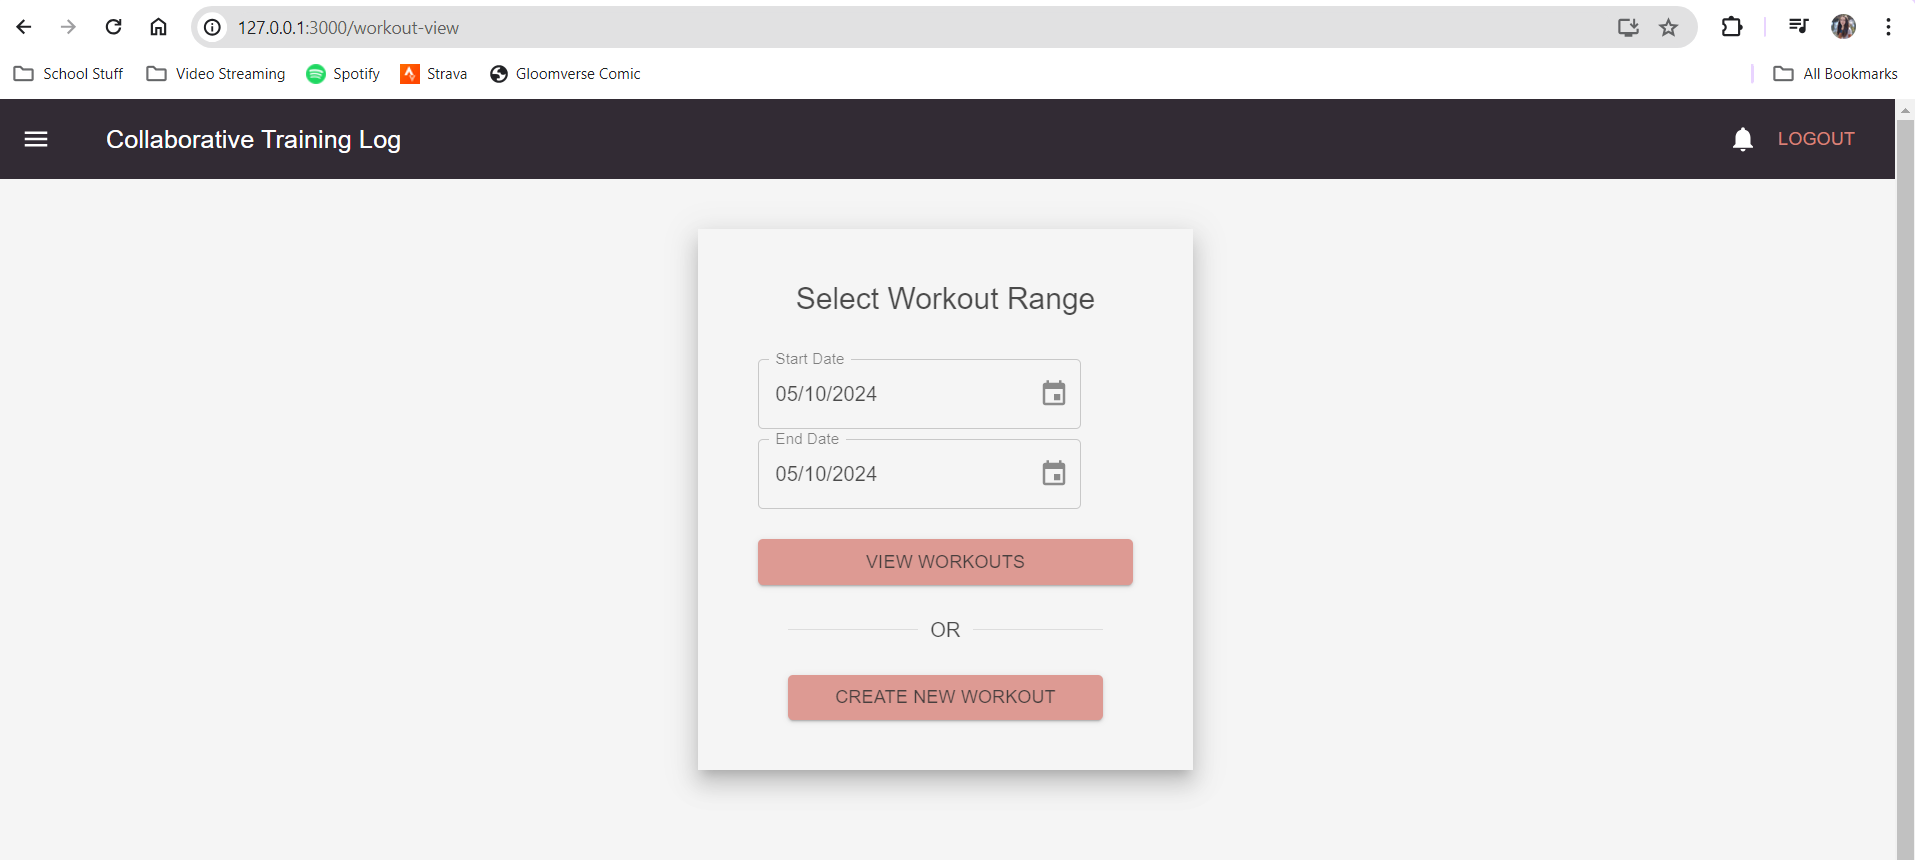 127.0.0.1:3000/workout-view
School Stuff Video Streaming Spotify Strava Gloomverse Comic All Bookmarks
Collaborative Training Log LOGOUT
Select Workout Range
Start Date
05/10/2024
End Date
05/10/2024
VIEW WORKOUTS
OR
CREATE NEW WORKOUT